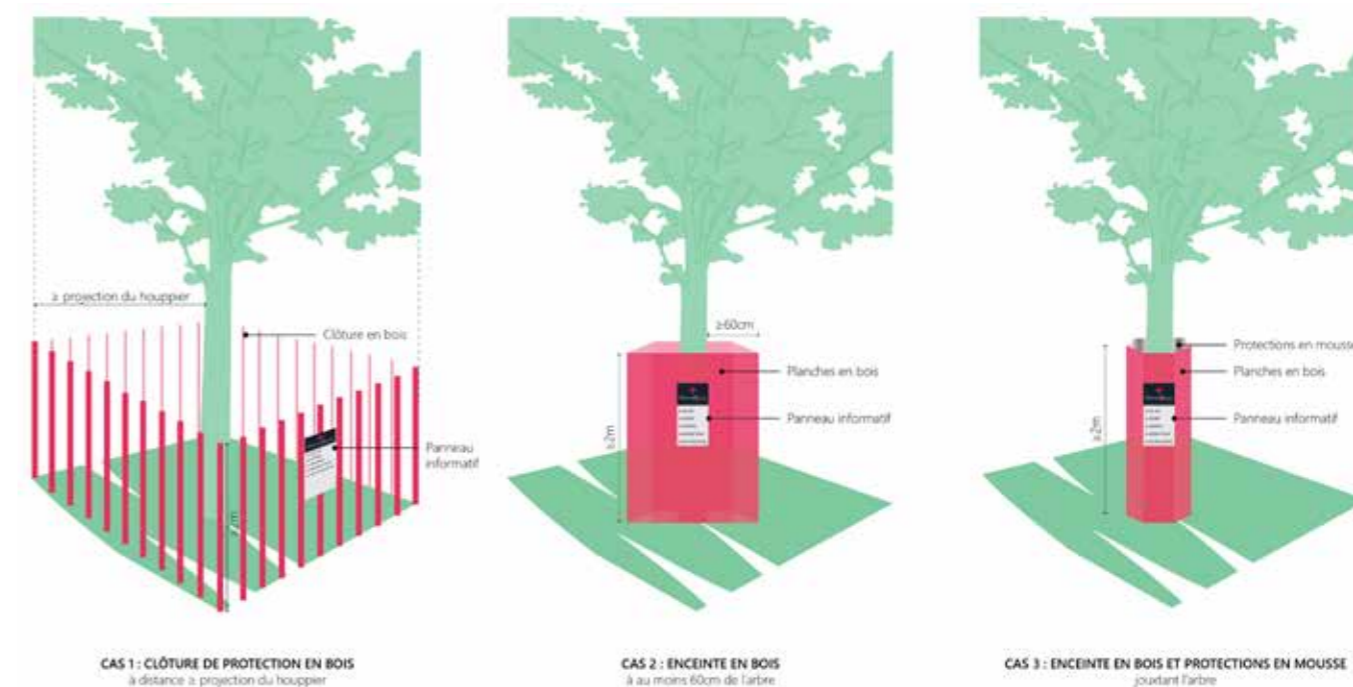 ≥ projection du houppier
Clôture en bois
Panneau
informatif
CAS 1 : CLÔTURE DE PROTECTION EN BOIS
à distance ≥ projection du houppier
≥60cm
≥2m
Planches en bois
Panneau informatif
CAS 2 : ENCEINTE EN BOIS
à au moins 60cm de l'arbre
≥2m
Protections en mousse
Planches en bois
Panneau informatif
CAS 3 : ENCEINTE EN BOIS ET PROTECTIONS EN MOUSSE
jouxtant l'arbre